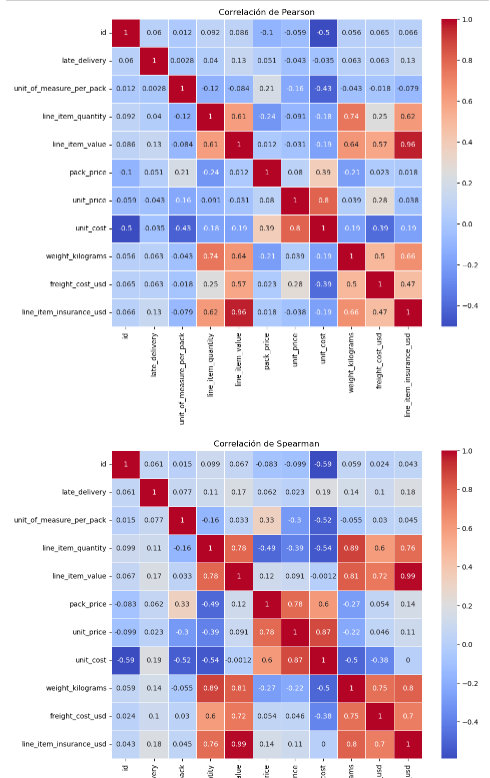 Correlación de Pearson
id 1 0.06 0.012 0.092 0.086 -0.1 -0.059 -0.5 0.056 0.065 0.066
late_delivery 0.06 1 0.0028 0.04 0.13 0.051 -0.043 -0.035 0.063 0.063 0.13
unit_of_measure_per_pack 0.012 0.0028 1 -0.12 -0.084 0.21 -0.16 -0.43 -0.043 -0.018 -0.079
line_item_quantity 0.092 0.04 -0.12 1 0.61 -0.24 -0.091 -0.18 0.74 0.25 0.62
line_item_value 0.086 0.13 -0.084 0.61 1 0.012 -0.031 -0.19 0.64 0.57 0.96
pack_price -0.1 0.051 0.21 -0.24 0.012 1 0.08 0.39 -0.21 0.023 0.018
unit_price -0.059 -0.043 -0.16 -0.091 -0.031 0.08 1 0.8 0.039 0.28 -0.038
unit_cost -0.5 -0.035 -0.43 -0.18 -0.19 0.39 0.8 1 0.19 -0.39 -0.19
weight_kilograms 0.056 0.063 -0.043 0.74 0.64 -0.21 0.039 0.19 1 0.5 0.66
freight_cost_usd 0.065 0.063 -0.018 0.25 0.57 0.023 0.28 -0.39 0.5 1 0.47
line_item_insurance_usd 0.066 0.13 -0.079 0.62 0.96 0.018 -0.038 -0.19 0.66 0.47 1
id late_delivery unit_of_measure_per_pack line_item_quantity line_item_value pack_price unit_price unit_cost weight_kilograms freight_cost_usd line_item_insurance_usd
1.0
0.8
0.6
0.4
0.2
0.0
−0.2
−0.4
Correlación de Spearman
id 1 0.061 0.015 0.099 0.067 -0.083 -0.099 -0.59 0.059 0.024 0.043
late_delivery 0.061 1 0.077 0.11 0.17 0.062 0.023 0.19 0.14 0.1 0.18
unit_of_measure_per_pack 0.015 0.077 1 -0.16 0.033 0.33 -0.3 -0.52 -0.055 0.03 0.045
line_item_quantity 0.099 0.11 -0.16 1 0.78 -0.49 -0.39 -0.54 0.89 0.6 0.76
line_item_value 0.067 0.17 0.033 0.78 1 0.12 0.091 -0.0012 0.81 0.72 0.99
pack_price -0.083 0.062 0.33 -0.49 0.12 1 0.78 0.6 -0.27 0.054 0.14
unit_price -0.099 0.023 -0.3 -0.39 0.091 0.78 1 0.87 -0.22 0.046 0.11
unit_cost -0.59 0.19 -0.52 -0.54 -0.0012 0.6 0.87 1 -0.5 -0.38 0
weight_kilograms 0.059 0.14 -0.055 0.89 0.81 -0.27 -0.22 -0.5 1 0.75 0.8
freight_cost_usd 0.024 0.1 0.03 0.6 0.72 0.054 0.046 -0.38 0.75 1 0.7
line_item_insurance_usd 0.043 0.18 0.045 0.76 0.99 0.14 0.11 0 0.8 0.7 1
id very ack ntity value rice rice cost ams usd usd
1.0
0.8
0.6
0.4
0.2
0.0
−0.2
−0.4